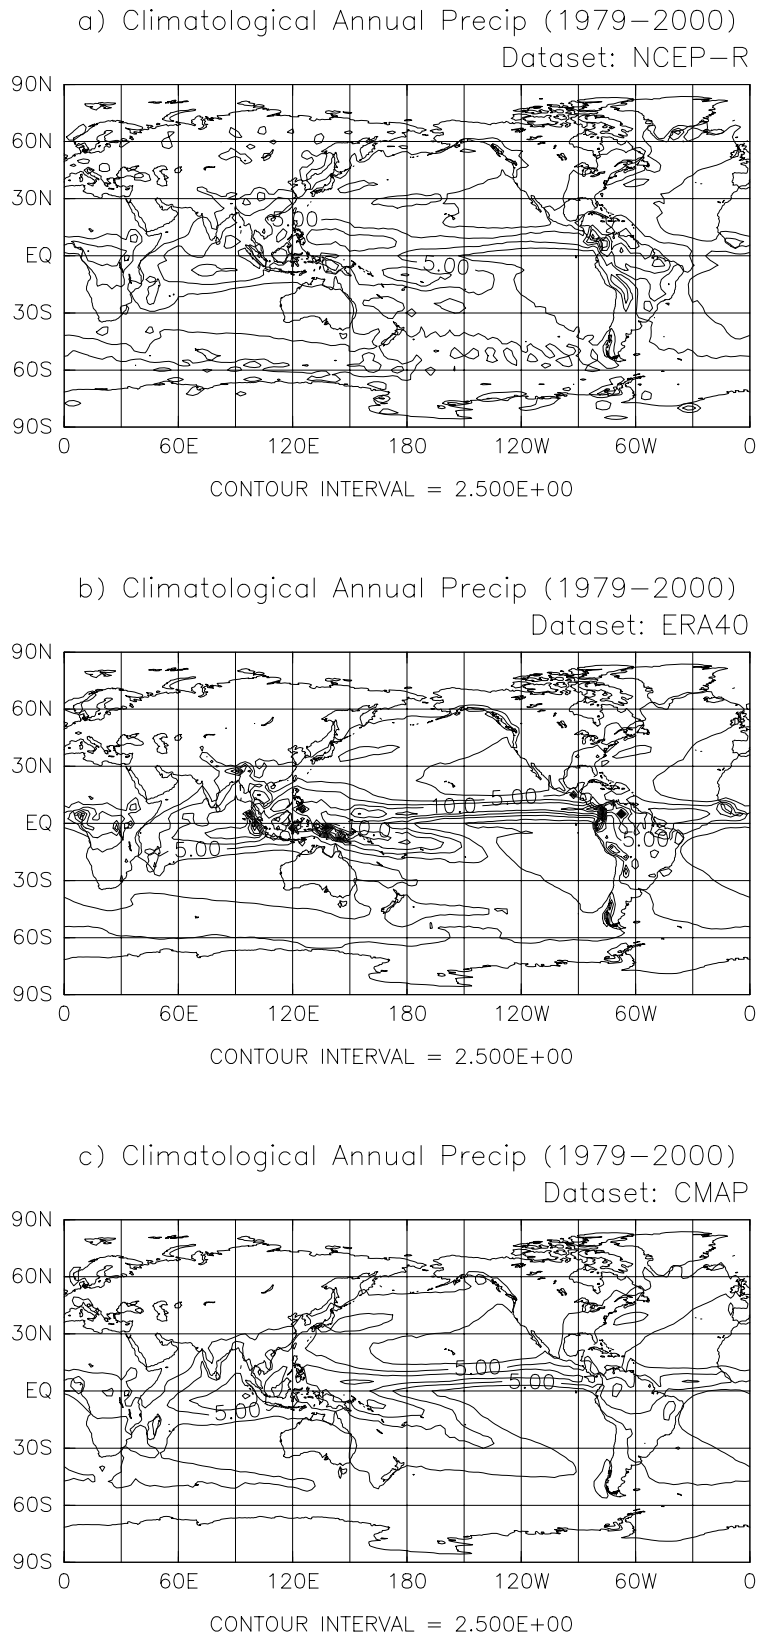 a) Climatological Annual Precip (1979−2000)
Dataset: NCEP−R
90N
60N
30N
EQ
5.00
30S
60S
90S
0 60E 120E 180 120W 60W 0
CONTOUR INTERVAL = 2.500E+00
b) Climatological Annual Precip (1979−2000)
Dataset: ERA40
90N
60N
30N
10.0 5.00
EQ
5.00 5.00
30S
60S
90S
0 60E 120E 180 120W 60W 0
CONTOUR INTERVAL = 2.500E+00
c) Climatological Annual Precip (1979−2000)
Dataset: CMAP
90N
60N
30N
5.00
EQ 5.00
5.00
30S
60S
90S
0 60E 120E 180 120W 60W 0
CONTOUR INTERVAL = 2.500E+00